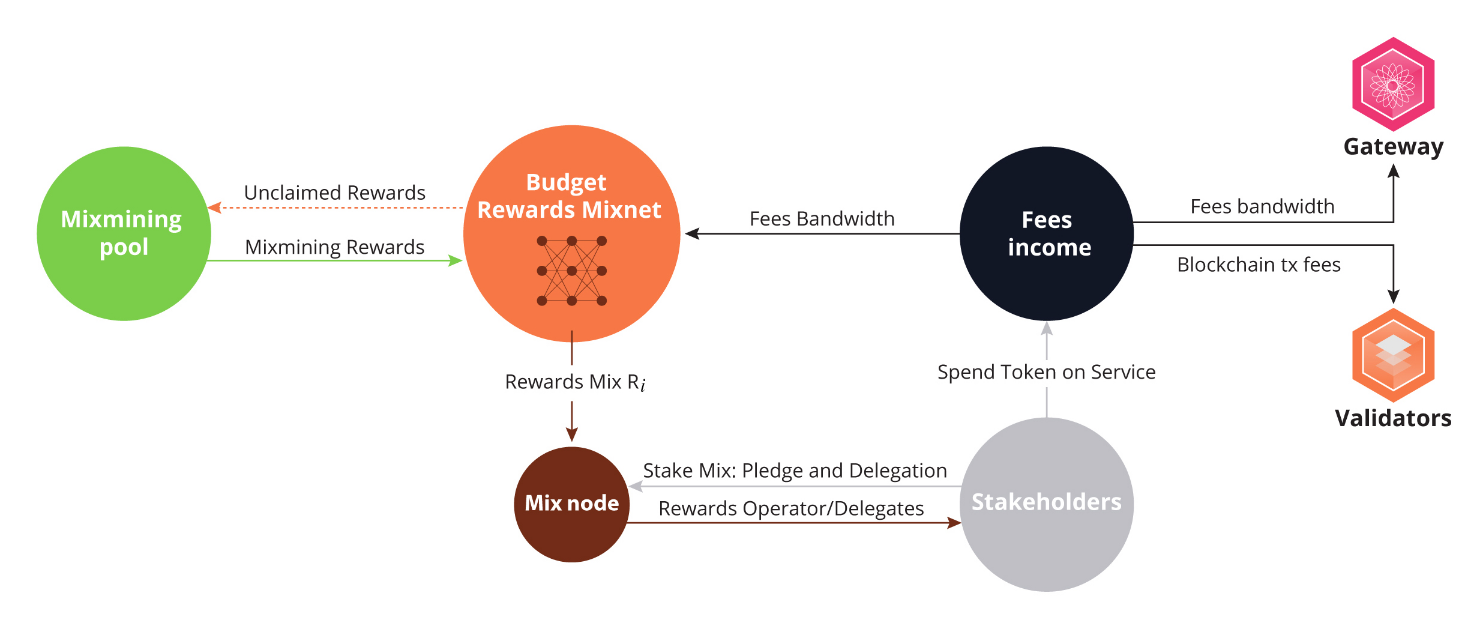 Gateway
Budget
Rewards Mixnet
Unclaimed Rewards
Mixmining
pool
Mixmining Rewards
Fees Bandwidth
Fees
income
Fees bandwidth
Blockchain tx fees
Rewards Mix Ri
Spend Token on Service
Validators
Stake Mix: Pledge and Delegation
Mix node
Rewards Operator/Delegates
Stakeholders